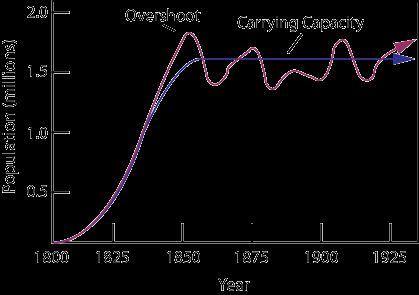 2.0
Overshoot
Carrying Capacity
1.5
1.0
0.5
Population (millions)
1800 1825 1850 1875 1900 1925
Year